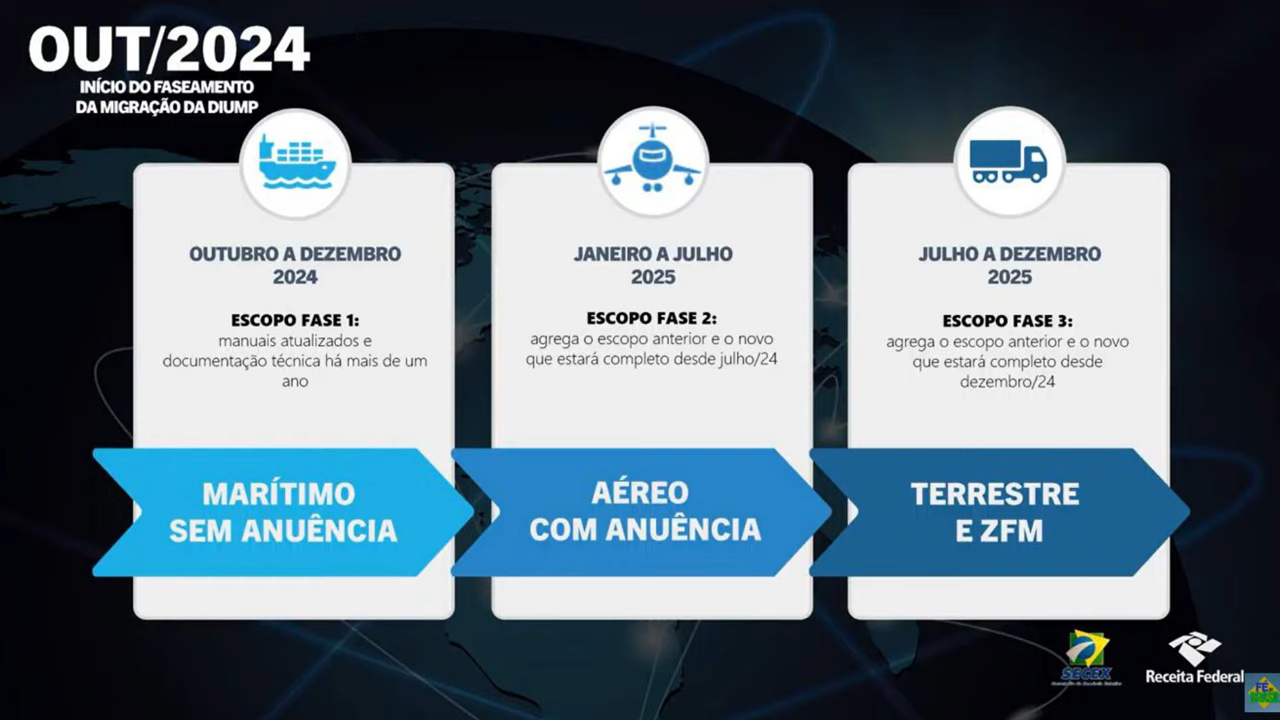 OUT/2024
INÍCIO DO FASEAMENTO
DA MIGRAÇÃO DA DIUMP
OUTUBRO A DEZEMBRO
2024
ESCOPO FASE 1:
manuais atualizados e
documentação técnica há mais de um
ano
MARÍTIMO
SEM ANUÊNCIA
JANEIRO A JULHO
2025
ESCOPO FASE 2:
agrega o escopo anterior e o novo
que estará completo desde julho/24
AÉREO
COM ANUÊNCIA
JULHO A DEZEMBRO
2025
ESCOPO FASE 3:
agrega o escopo anterior e o novo
que estará completo desde
dezembro/24
TERRESTRE
E ZFM
SECEX
Receita Federal